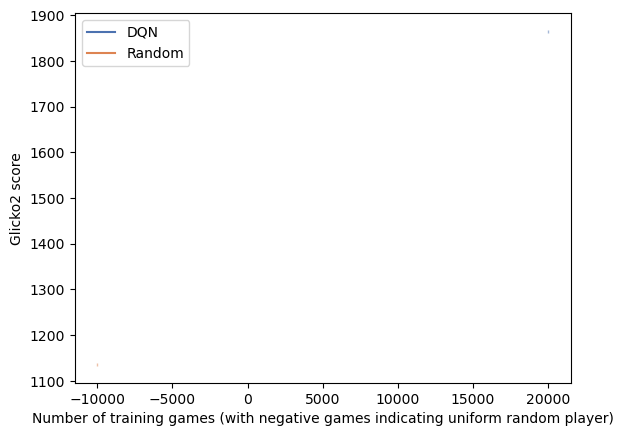 1900
1800
1700
1600
1500
1400
1300
1200
1100
Glicko2 score
DQN
Random
−10000 −5000 0 5000 10000 15000 20000
Number of training games (with negative games indicating uniform random player)